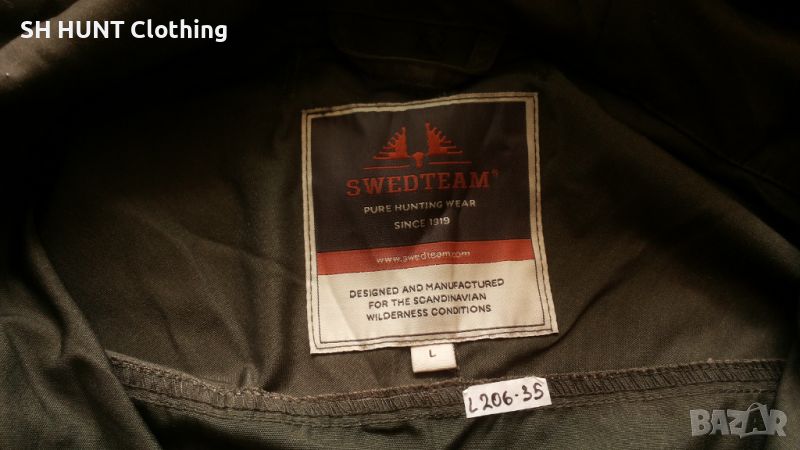 SH HUNT Clothing
SWEDTEAM®
PURE HUNTING WEAR
SINCE 1919
www.swedteam.com
DESIGNED AND MANUFACTURED
FOR THE SCANDINAVIAN
WILDERNESS CONDITIONS
L
L206-35
BAZAR